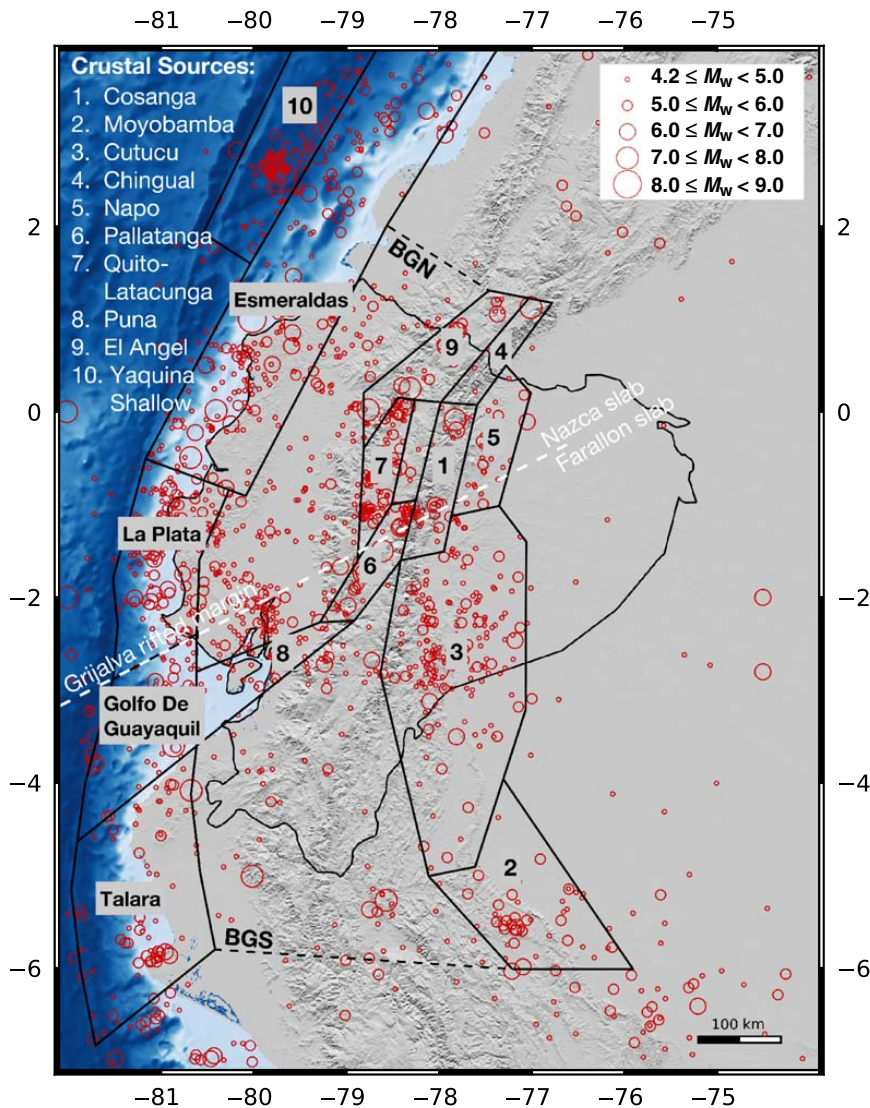 −81 −80 −79 −78 −77 −76 −75
Crustal Sources:
1. Cosanga
2. Moyobamba
3. Cutucu
4. Chingual
5. Napo
6. Pallatanga
7. Quito-
Latacunga
8. Puna
9. El Angel
10. Yaquina
Shallow
10
4.2 ≤ Mw < 5.0
5.0 ≤ Mw < 6.0
6.0 ≤ Mw < 7.0
7.0 ≤ Mw < 8.0
8.0 ≤ Mw < 9.0
2 2
BGN
Esmeraldas
9
4
0 0
Nazca slab
Farallon slab
5
7
1
La Plata
6
−2 −2
Grijalva rifted margin
8
3
Golfo De
Guayaquil
−4 −4
2
Talara
BGS
−6 −6
100 km
−81 −80 −79 −78 −77 −76 −75